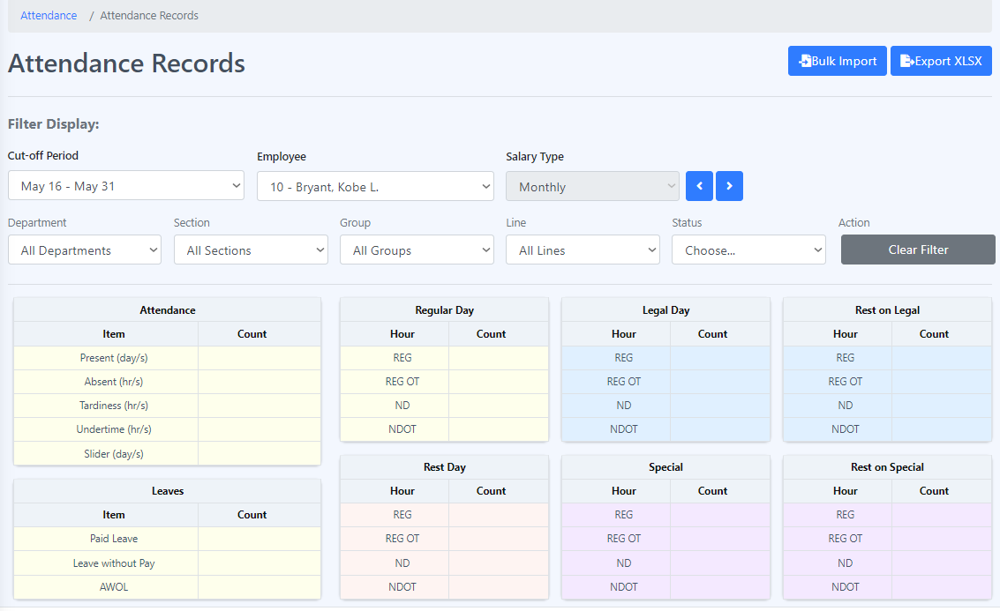 Attendance / Attendance Records
Attendance Records
Bulk Import
Export XLSX
Filter Display:
Cut-off Period
Employee
Salary Type
May 16 - May 31
10 - Bryant, Kobe L.
Monthly
Department
Section
Group
Line
Status
Action
All Departments
All Sections
All Groups
All Lines
Choose...
Clear Filter
Attendance
Item Count
Present (day/s)
Absent (hr/s)
Tardiness (hr/s)
Undertime (hr/s)
Slider (day/s)
Leaves
Item Count
Paid Leave
Leave without Pay
AWOL
Regular Day
Hour Count
REG
REG OT
ND
NDOT
Legal Day
Hour Count
REG
REG OT
ND
NDOT
Rest on Legal
Hour Count
REG
REG OT
ND
NDOT
Rest Day
Hour Count
REG
REG OT
ND
NDOT
Special
Hour Count
REG
REG OT
ND
NDOT
Rest on Special
Hour Count
REG
REG OT
ND
NDOT